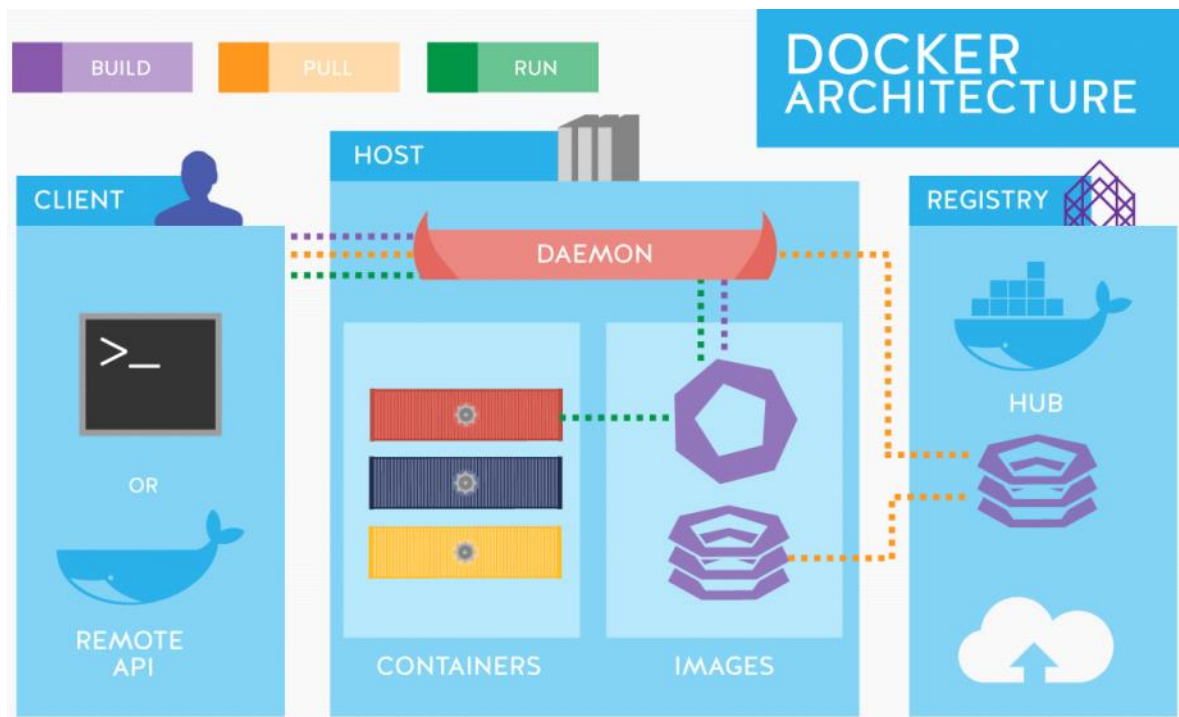 BUILD
PULL
RUN
DOCKER
ARCHITECTURE
HOST
CLIENT
REGISTRY
DAEMON
>_
HUB
OR
REMOTE
API
CONTAINERS
IMAGES